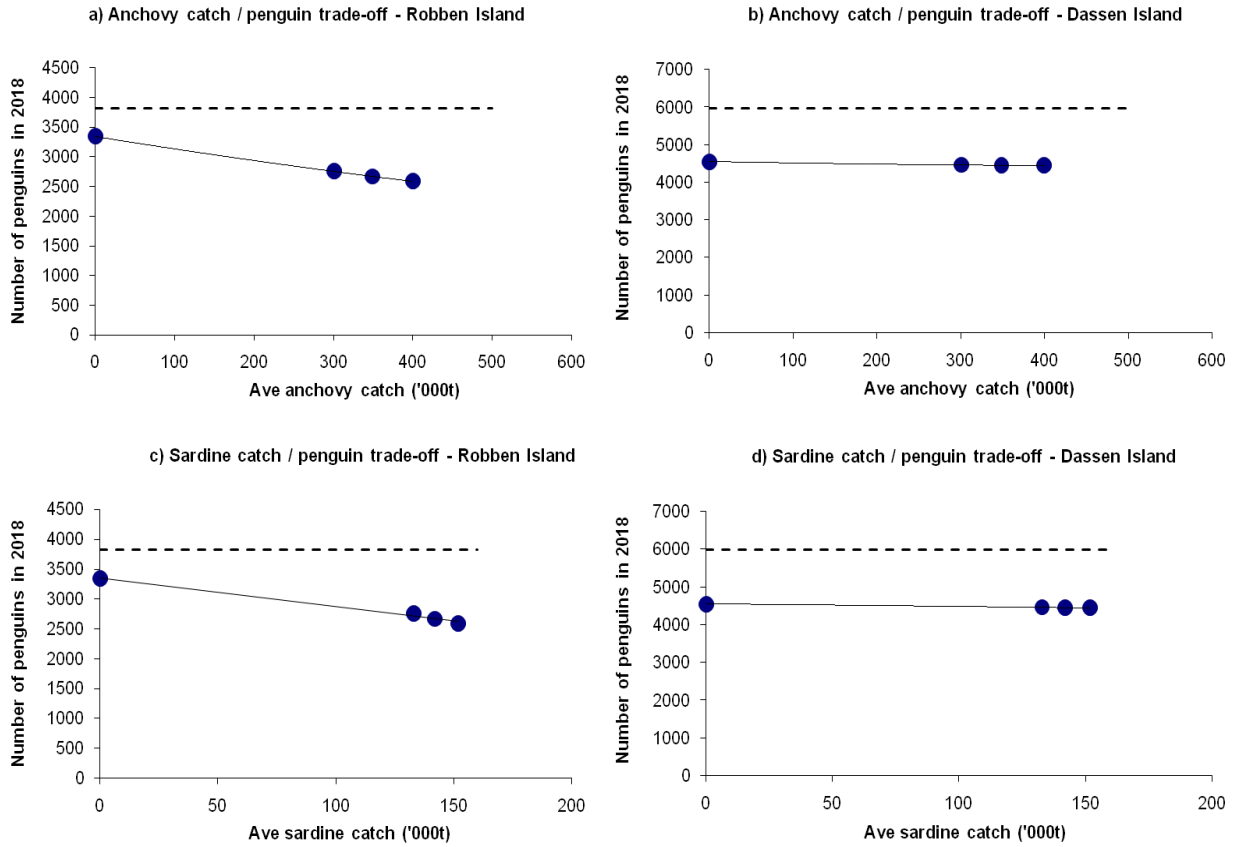 a) Anchovy catch / penguin trade-off - Robben Island
Number of penguins in 2018
4500
4000
3500
3000
2500
2000
1500
1000
500
0
0 100 200 300 400 500 600
Ave anchovy catch ('000t)
b) Anchovy catch / penguin trade-off - Dassen Island
Number of penguins in 2018
7000
6000
5000
4000
3000
2000
1000
0
0 100 200 300 400 500 600
Ave anchovy catch ('000t)
c) Sardine catch / penguin trade-off - Robben Island
Number of penguins in 2018
4500
4000
3500
3000
2500
2000
1500
1000
500
0
0 50 100 150 200
Ave sardine catch ('000t)
d) Sardine catch / penguin trade-off - Dassen Island
Number of penguins in 2018
7000
6000
5000
4000
3000
2000
1000
0
0 50 100 150 200
Ave sardine catch ('000t)